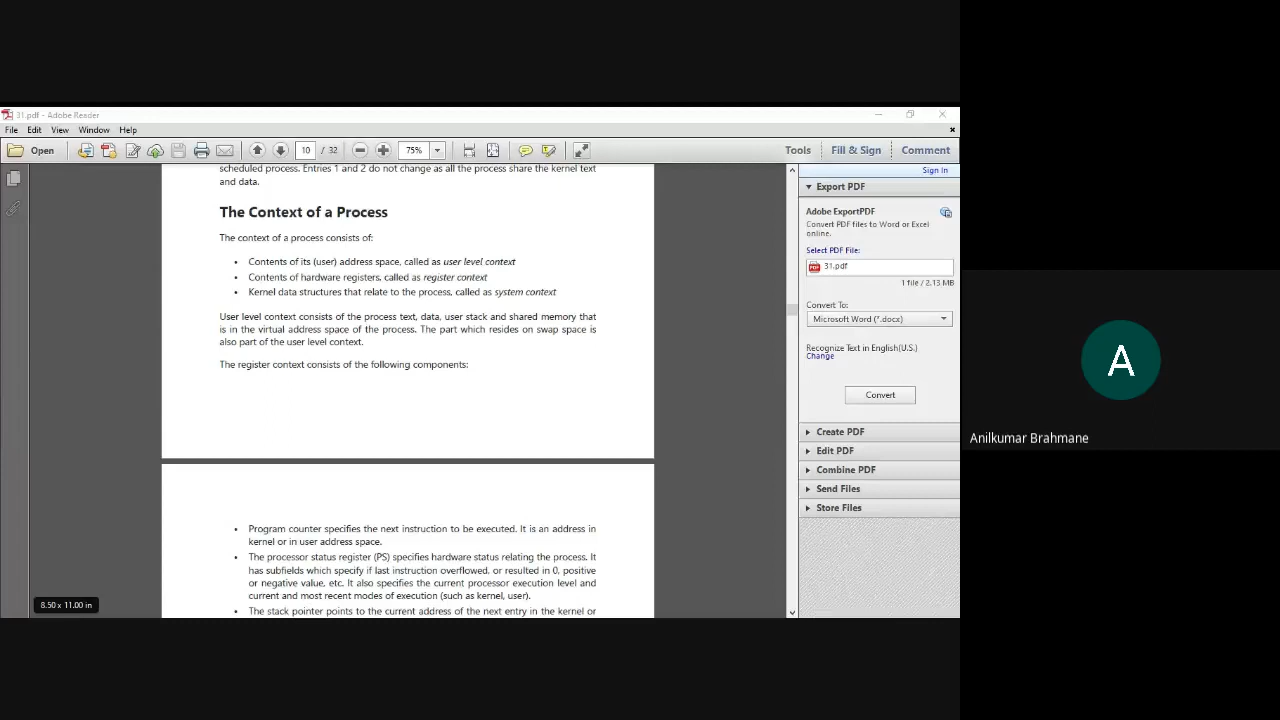 31.pdf - Adobe Reader
File Edit View Window Help
Open 10 / 32 75% Tools Fill & Sign Comment
Sign In
scheduled process. Entries 1 and 2 do not change as all the process share the kernel text
and data.
The Context of a Process
The context of a process consists of:
• Contents of its (user) address space, called as user level context
• Contents of hardware registers, called as register context
• Kernel data structures that relate to the process, called as system context
User level context consists of the process text, data, user stack and shared memory that
is in the virtual address space of the process. The part which resides on swap space is
also part of the user level context.
The register context consists of the following components:
• Program counter specifies the next instruction to be executed. It is an address in
kernel or in user address space.
• The processor status register (PS) specifies hardware status relating the process. It
has subfields which specify if last instruction overflowed, or resulted in 0, positive
or negative value, etc. It also specifies the current processor execution level and
current and most recent modes of execution (such as kernel, user).
• The stack pointer points to the current address of the next entry in the kernel or
8.50 x 11.00 in
Export PDF
Adobe ExportPDF
Convert PDF files to Word or Excel
online.
Select PDF File:
31.pdf
1 file / 2.13 MB
Convert To:
Microsoft Word (*.docx)
Recognize Text in English(U.S.)
Change
Convert
Create PDF
Edit PDF
Combine PDF
Send Files
Store Files
A
Anilkumar Brahmane